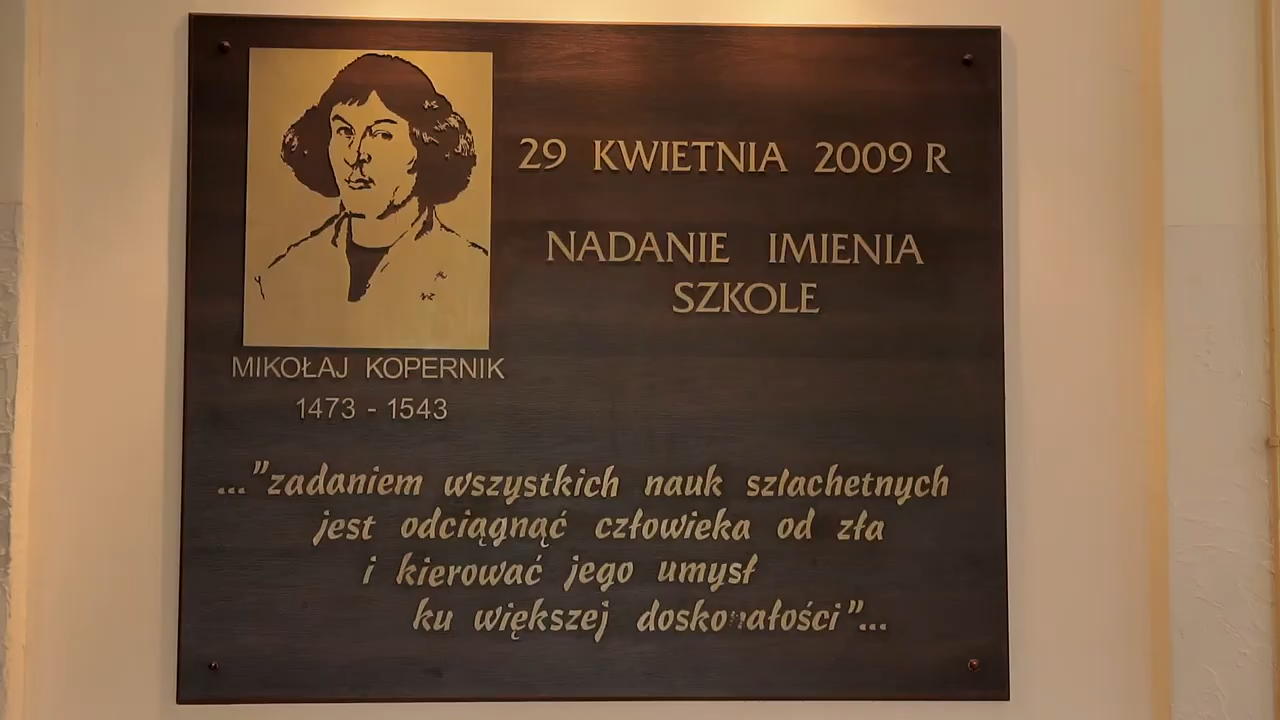 29 KWIETNIA 2009 R
NADANIE IMIENIA
SZKOLE
MIKOŁAJ KOPERNIK
1473 - 1543
..."zadaniem wszystkich nauk szlachetnych
jest odciągnąć człowieka od zła
i kierować jego umysł
ku większej doskonałości"...